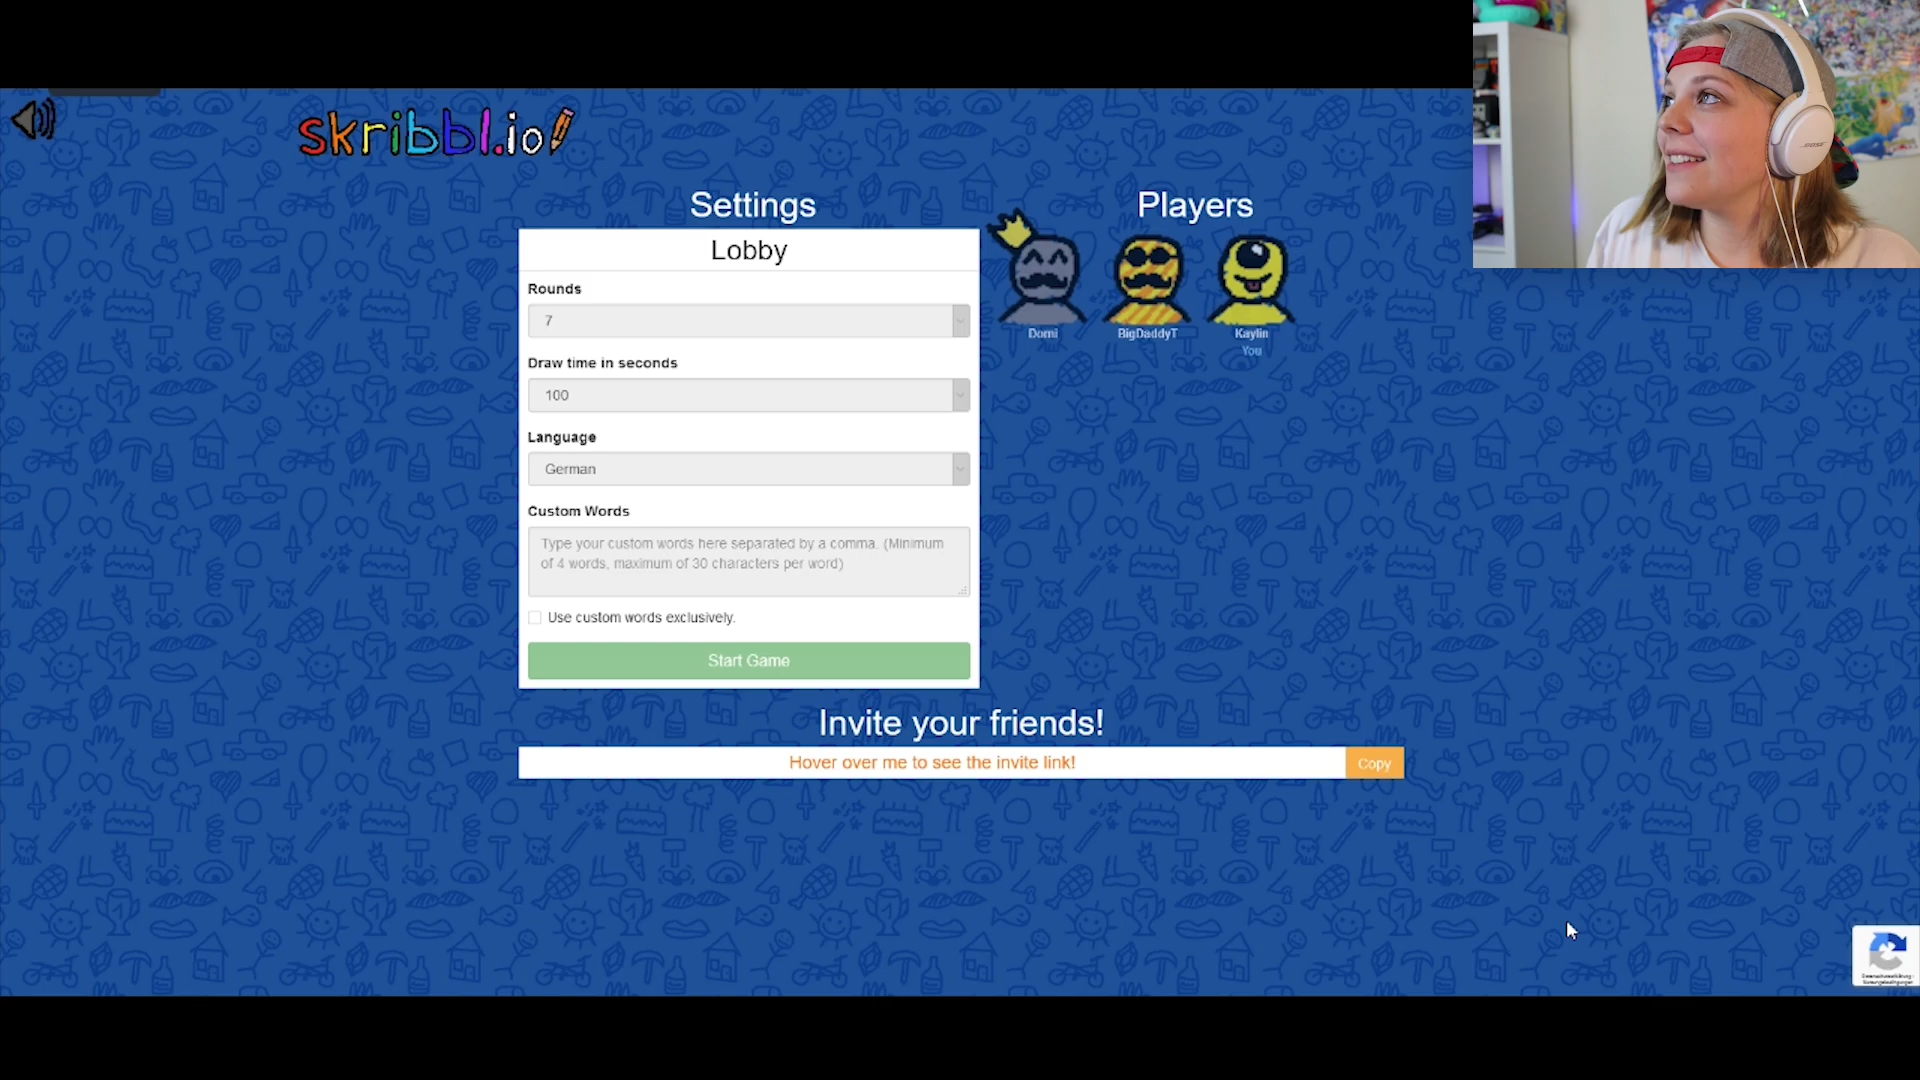 skribbl.io
Settings
Players
Lobby
Rounds
7
Draw time in seconds
100
Language
German
Custom Words
Type your custom words here separated by a comma. (Minimum
of 4 words, maximum of 30 characters per word)
Use custom words exclusively.
Start Game
Domi
BigDaddyT
Kaylin
You
Invite your friends!
Hover over me to see the invite link!
Copy
BOSE